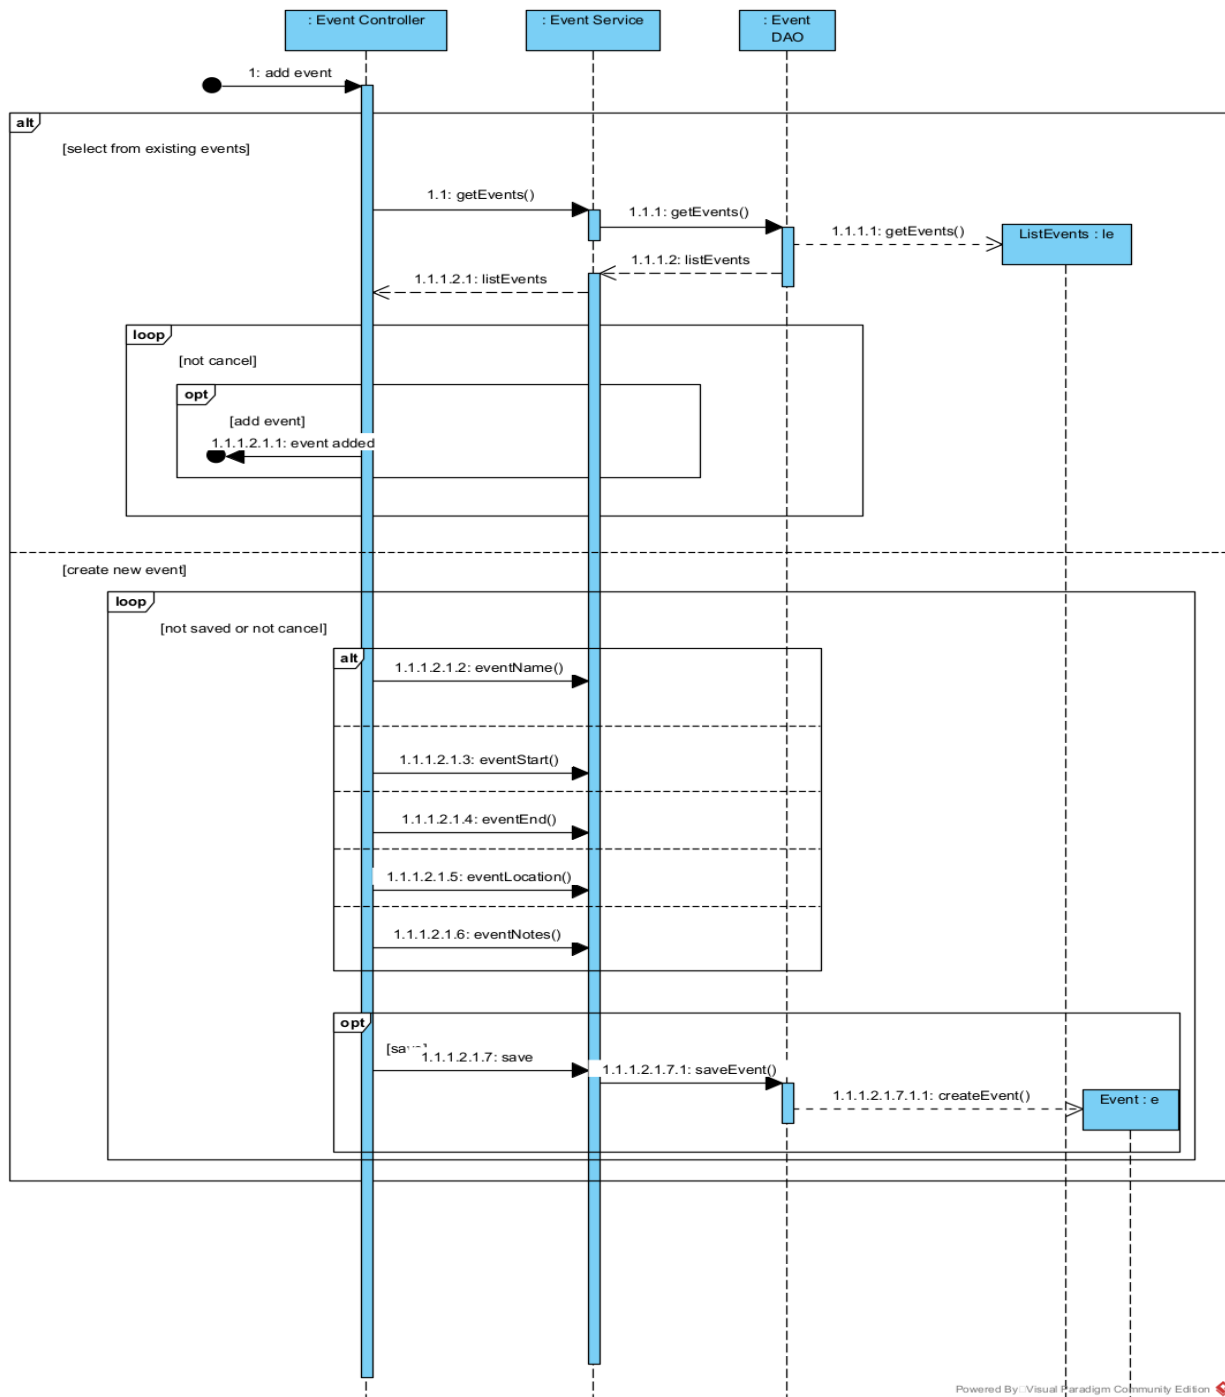 : Event Controller
: Event Service
: Event
DAO
1: add event
alt
[select from existing events]
1.1: getEvents()
1.1.1: getEvents()
1.1.1.1: getEvents()
ListEvents : le
1.1.1.2: listEvents
1.1.1.2.1: listEvents
loop
[not cancel]
opt
[add event]
1.1.1.2.1.1: event added
[create new event]
loop
[not saved or not cancel]
alt
1.1.1.2.1.2: eventName()
1.1.1.2.1.3: eventStart()
1.1.1.2.1.4: eventEnd()
1.1.1.2.1.5: eventLocation()
1.1.1.2.1.6: eventNotes()
opt
1.1.1.2.1.7: save
1.1.1.2.1.7.1: saveEvent()
1.1.1.2.1.7.1.1: createEvent()
Event : e
Powered By Visual Paradigm Community Edition